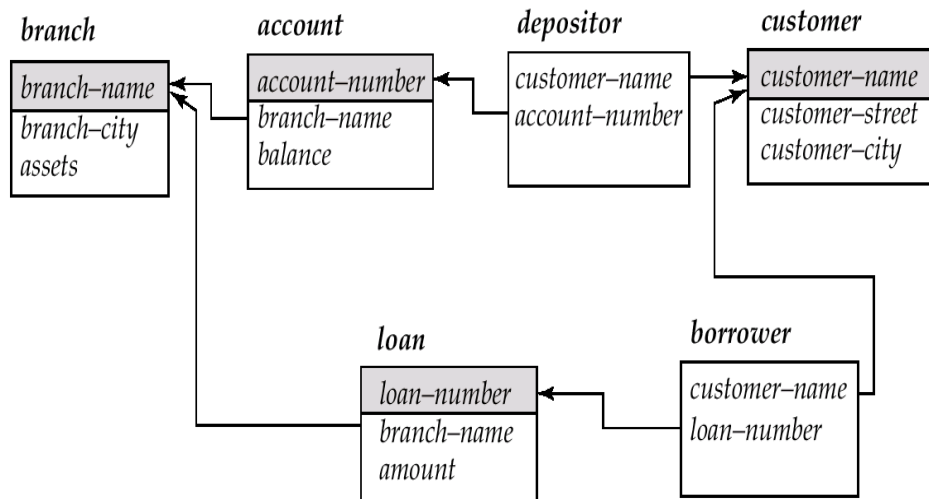 branch
branch–name
branch–city
assets
account
account–number
branch–name
balance
depositor
customer–name
account–number
customer
customer–name
customer–street
customer–city
loan
loan–number
branch–name
amount
borrower
customer–name
loan–number